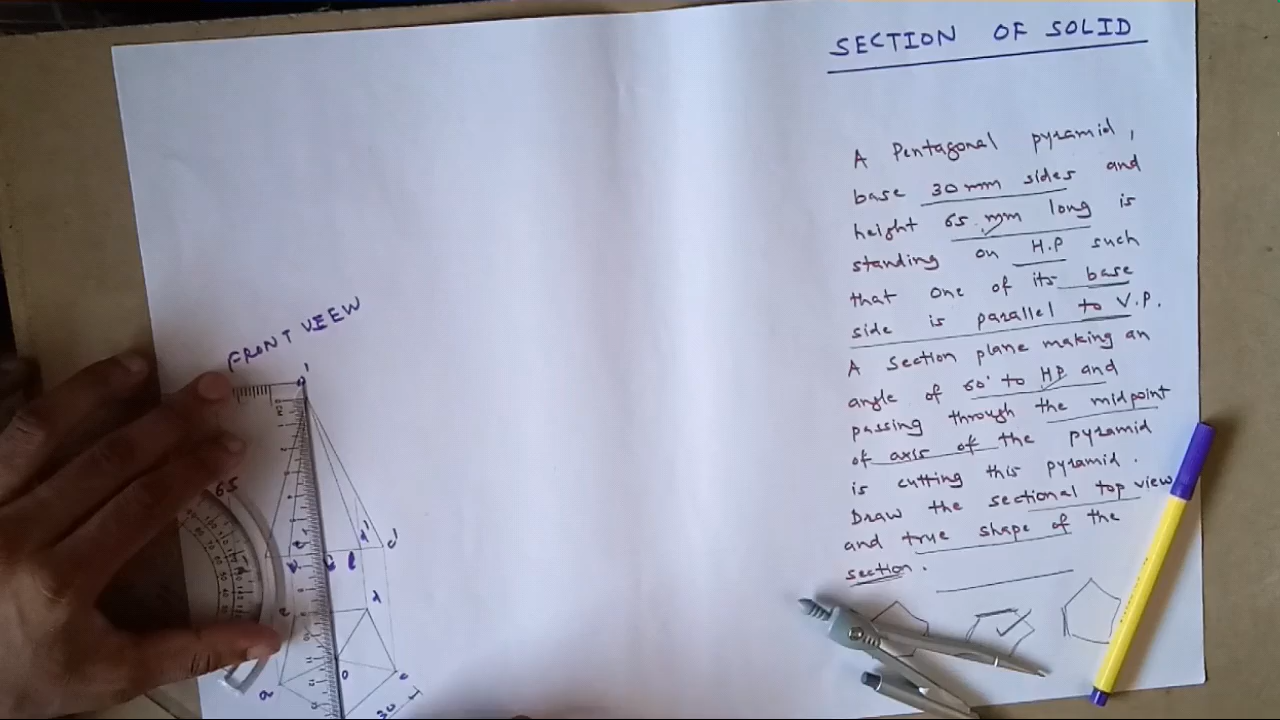 SECTION OF SOLID
A Pentagonal pyramid,
base 30mm sides and
height 65 mm long is
standing on H.P such
that one of its base
side is parallel to V.P.
A section plane making an
angle of 60° to HP and
passing through the midpoint
of axis of the pyramid
is cutting this pyramid.
Draw the sectional top view
and true shape of the
section.
FRONT VIEW
65
d
a
o
c
30